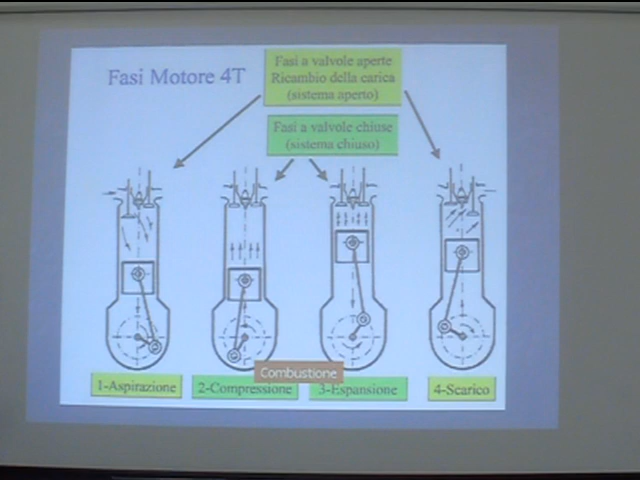 Fasi Motore 4T
Fasi a valvole aperte
Ricambio della carica
(sistema aperto)
Fasi a valvole chiuse
(sistema chiuso)
Combustione
1-Aspirazione
2-Compressione
3-Espansione
4-Scarico